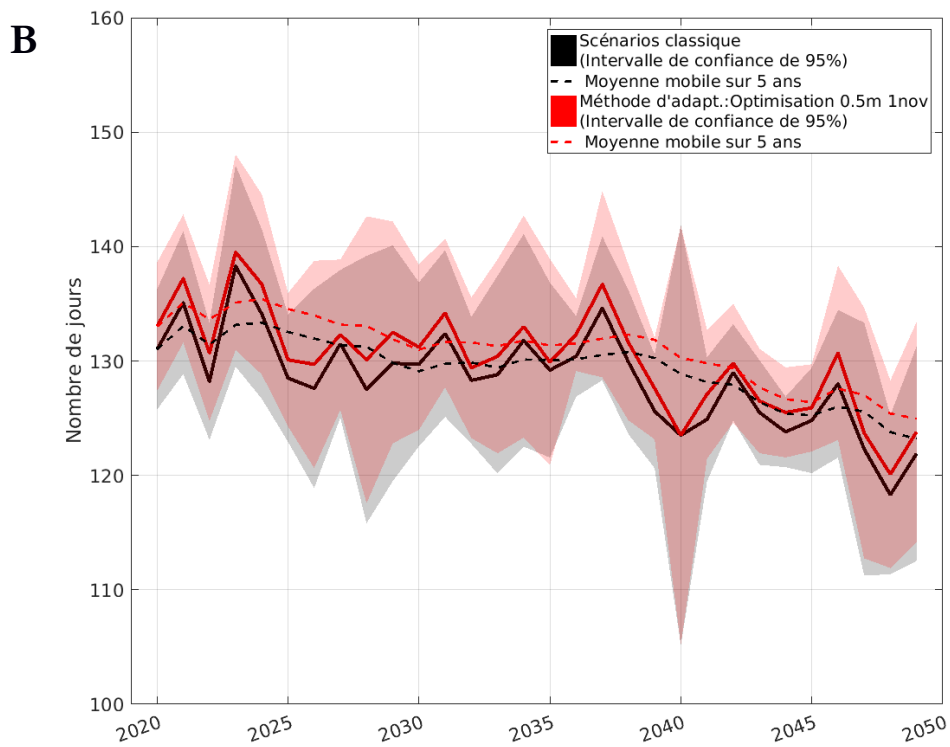 B
160
150
140
130
120
110
100
Nombre de jours
Scénarios classique
(Intervalle de confiance de 95%)
Moyenne mobile sur 5 ans
Méthode d'adapt.:Optimisation 0.5m 1nov
(Intervalle de confiance de 95%)
Moyenne mobile sur 5 ans
2020 2025 2030 2035 2040 2045 2050